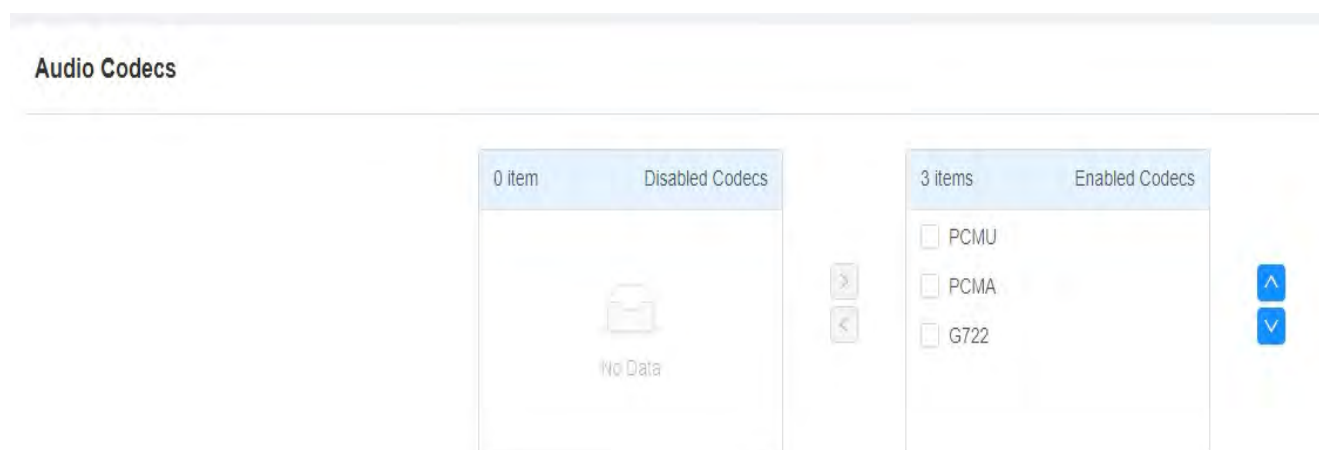 Audio Codecs
0 item Disabled Codecs
3 items Enabled Codecs
PCMU
PCMA
G722
No Data